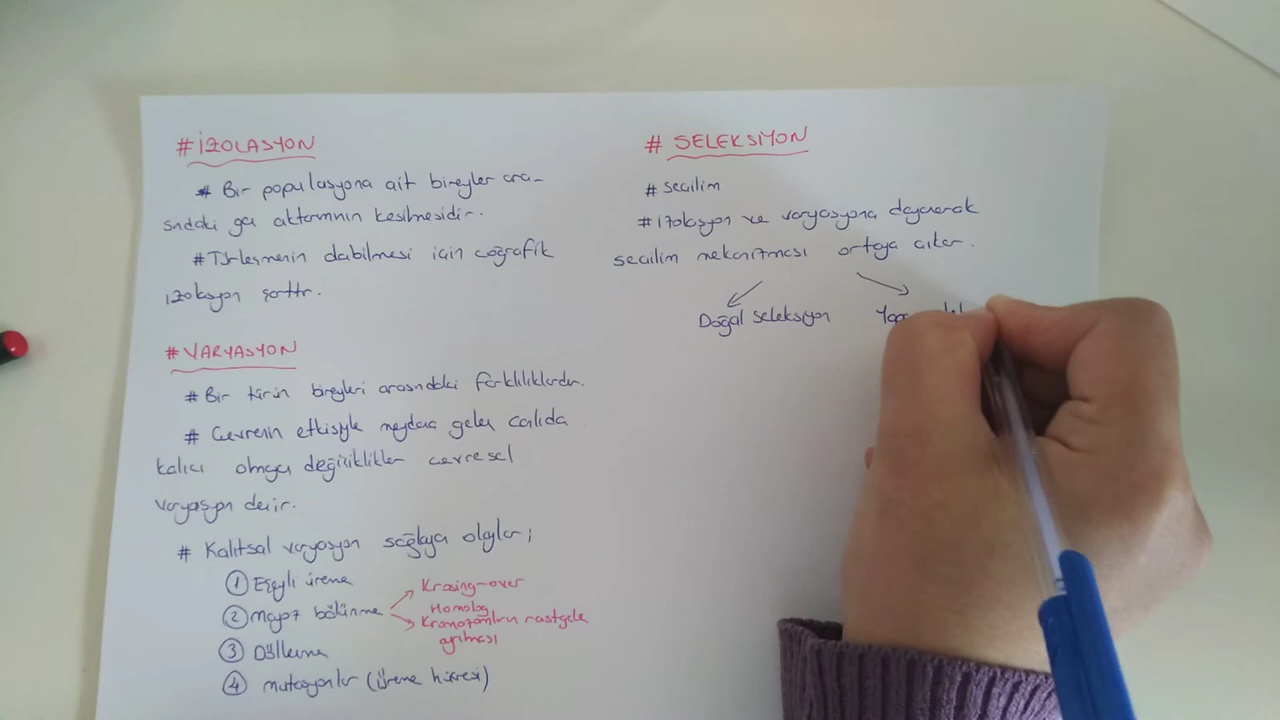 # İZOLASYON
# Bir populasyona ait bireyler ara-
sındaki gen aktarımının kesilmesidir.
# Türleşmenin olabilmesi için coğrafik
izolasyon şarttır.
# VARYASYON
# Bir türün bireyleri arasındaki farklılıklardır.
# Çevrenin etkisiyle meydana gelen canlıda
kalıcı olmayan değişiklikler çevresel
varyasyon denir.
# Kalıtsal varyasyon sağlayan olaylar;
① Eşeyli üreme
② Mayoz bölünme
Krosing-over
Homolog
Kromozomların rastgele
ayrılması
③ Döllenme
④ mutasyonlar (üreme hücresi)
# SELEKSİYON
# seçilim
# izolasyon ve varyasyona dayanarak
seçilim mekanizması ortaya çıkar.
Doğal seleksiyon